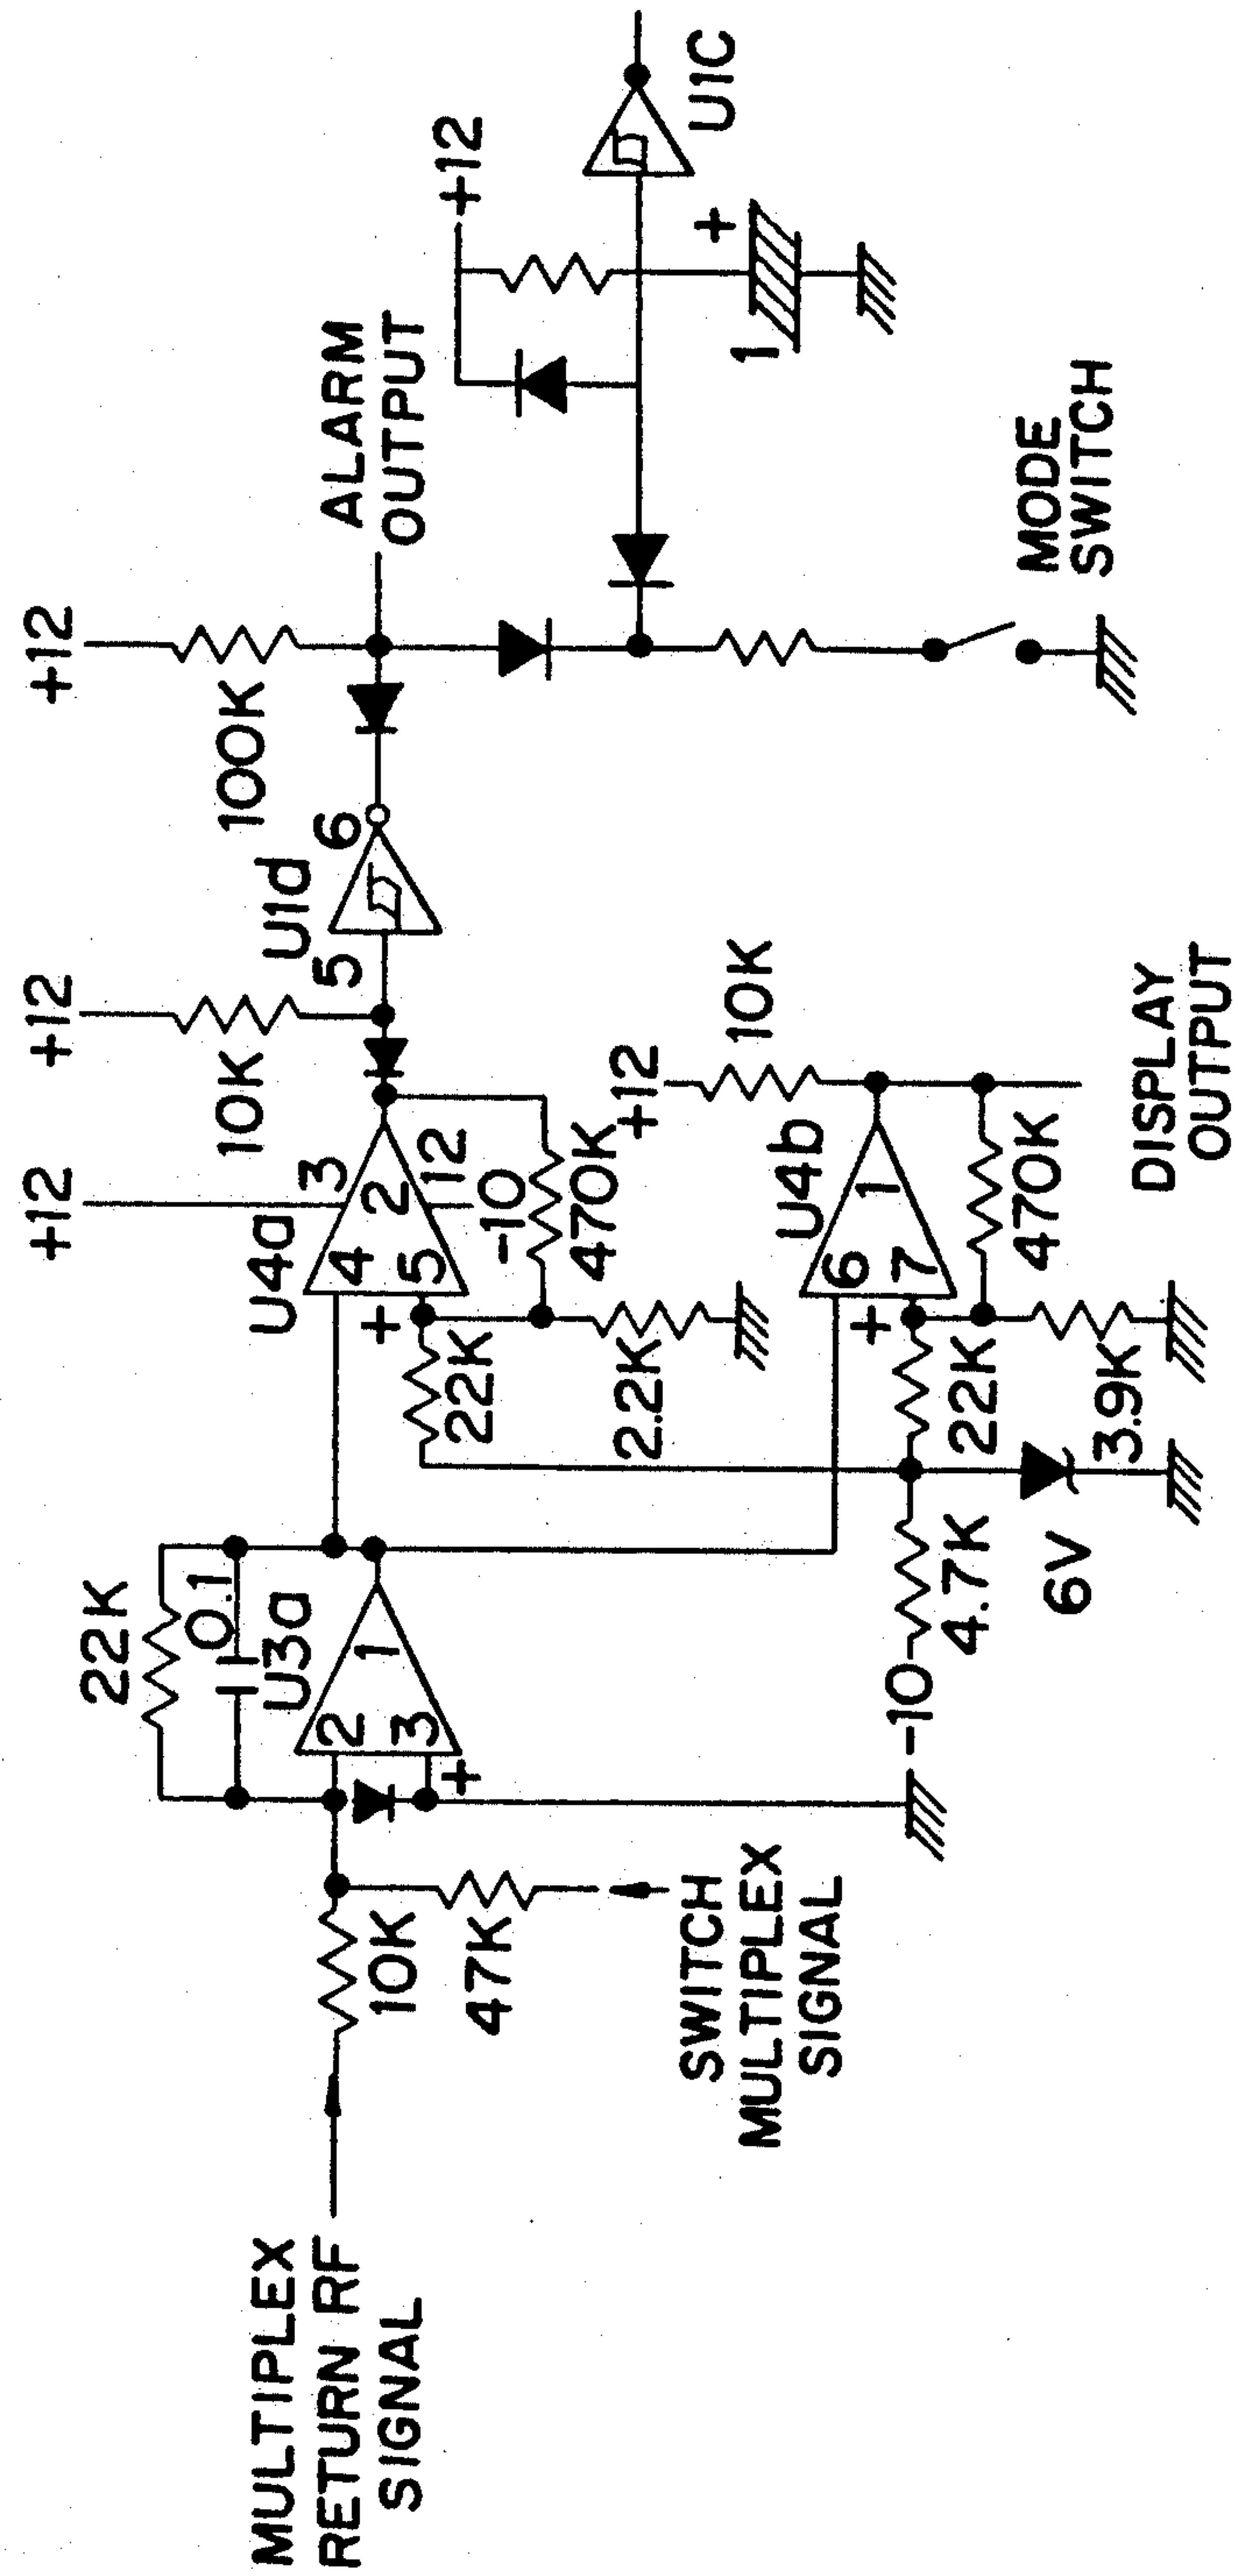 MULTIPLEX
RETURN RF
SIGNAL
10K
47K
SWITCH
MULTIPLEX
SIGNAL
22K
0.1
U3a
2
3
+
1
-10
4.7K
6V
+12
U4a
3
4
5
2
12
-10
+
22K
470K
2.2K
+12
10K
U4b
6
7
1
+
22K
470K
3.9K
DISPLAY
OUTPUT
+12
10K
5
U1d
6
+12
100K
ALARM
OUTPUT
MODE
SWITCH
+12
1
+
U1C